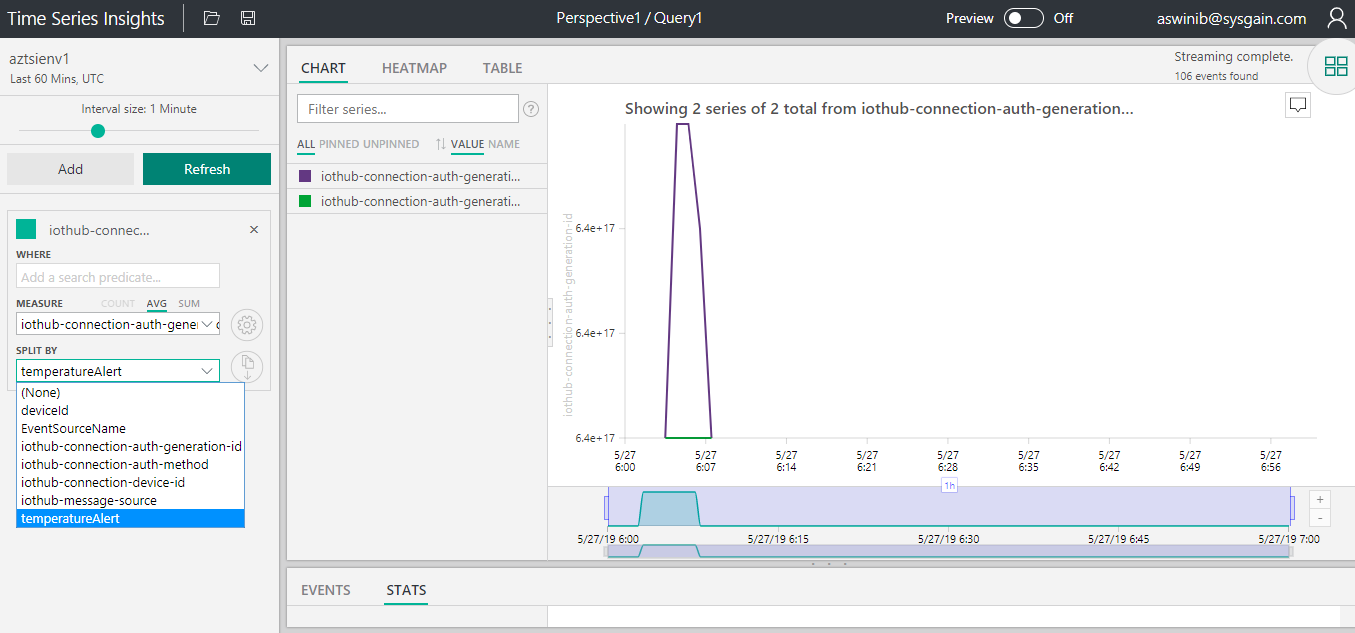 Time Series Insights
Perspective1 / Query1
Preview Off
aswinib@sysgain.com
aztsienv1
Last 60 Mins, UTC
Interval size: 1 Minute
Add Refresh
iothub-connec... ×
WHERE
Add a search predicate...
MEASURE COUNT AVG SUM
iothub-connection-auth-gene
SPLIT BY
temperatureAlert
(None)
deviceId
EventSourceName
iothub-connection-auth-generation-id
iothub-connection-auth-method
iothub-connection-device-id
iothub-message-source
temperatureAlert
CHART HEATMAP TABLE
Streaming complete.
106 events found
Filter series... ?
ALL PINNED UNPINNED VALUE NAME
iothub-connection-auth-generati...
iothub-connection-auth-generati...
Showing 2 series of 2 total from iothub-connection-auth-generation...
iothub-connection-auth-generation-id
6.4e+17
6.4e+17
6.4e+17
5/27 5/27 5/27 5/27 5/27 5/27 5/27 5/27 5/27
6:00 6:07 6:14 6:21 6:28 6:35 6:42 6:49 6:56
1h
+
-
5/27/19 6:00 5/27/19 6:15 5/27/19 6:30 5/27/19 6:45 5/27/19 7:00
EVENTS STATS